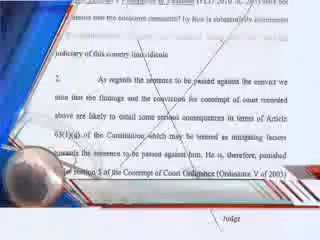 judiciary of this country into ridicule
2. As regards the sentence to be passed against the convict we
note that the findings and the conviction for contempt of court recorded
above are likely to entail some serious consequences in terms of Article
63(1)(g) of the Constitution which may be treated as mitigating factors
towards the sentence to be passed against him. He is, therefore, punished
section 5 of the Contempt of Court Ordinance (Ordinance V of 2003)
Judge